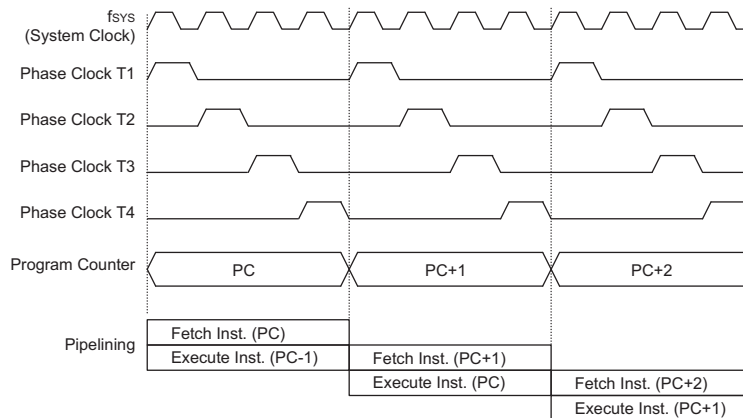 fSYS
(System Clock)
Phase Clock T1
Phase Clock T2
Phase Clock T3
Phase Clock T4
Program Counter
PC
PC+1
PC+2
Pipelining
Fetch Inst. (PC)
Execute Inst. (PC-1)
Fetch Inst. (PC+1)
Execute Inst. (PC)
Fetch Inst. (PC+2)
Execute Inst. (PC+1)